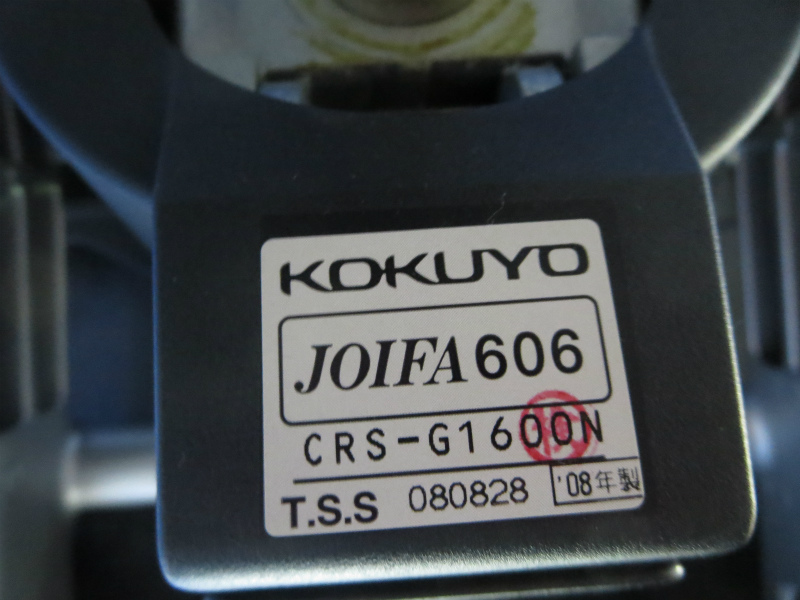 KOKUYO
JOIFA606
CRS-G1600N
T.S.S 080828 '08年製